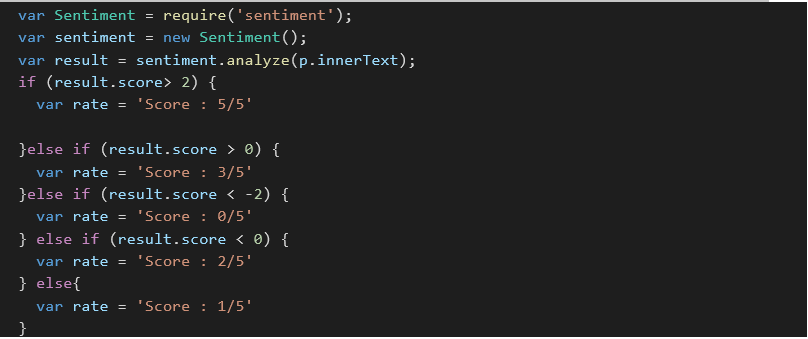 var Sentiment = require('sentiment');
var sentiment = new Sentiment();
var result = sentiment.analyze(p.innerText);
if (result.score> 2) {
  var rate = 'Score : 5/5'

}else if (result.score > 0) {
  var rate = 'Score : 3/5'
}else if (result.score < -2) {
  var rate = 'Score : 0/5'
} else if (result.score < 0) {
  var rate = 'Score : 2/5'
} else{
  var rate = 'Score : 1/5'
}